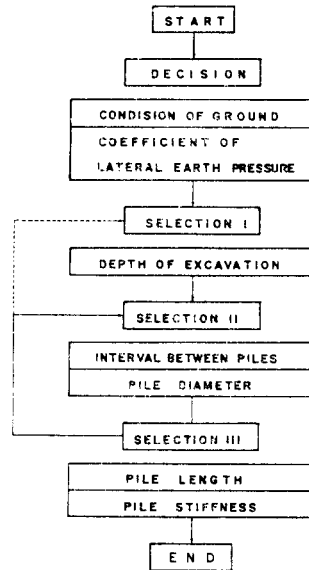 START
DECISION
CONDISION OF GROUND
COEFFICIENT OF
LATERAL EARTH PRESSURE
SELECTION I
DEPTH OF EXCAVATION
SELECTION II
INTERVAL BETWEEN PILES
PILE DIAMETER
SELECTION III
PILE LENGTH
PILE STIFFNESS
END